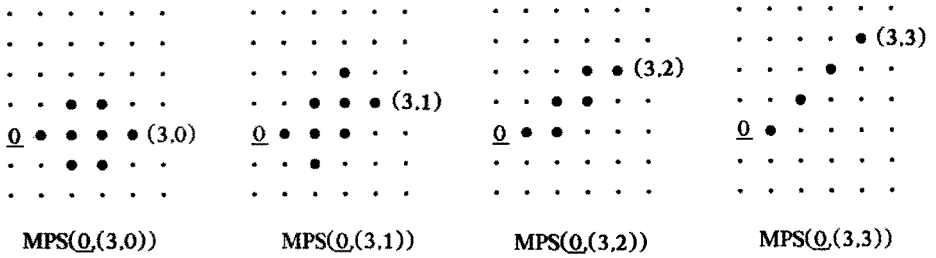 (3,3)
(3,2)
(3,1)
0 (3,0)
0
0
0
MPS(0,(3,0))
MPS(0,(3,1))
MPS(0,(3,2))
MPS(0,(3,3))